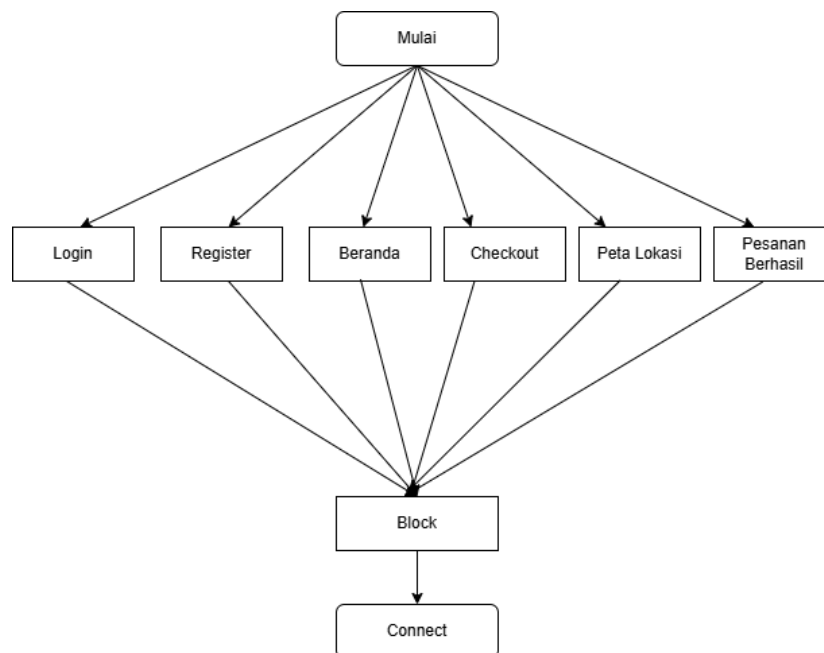 Mulai
Login
Register
Beranda
Checkout
Peta Lokasi
Pesanan
Berhasil
Block
Connect